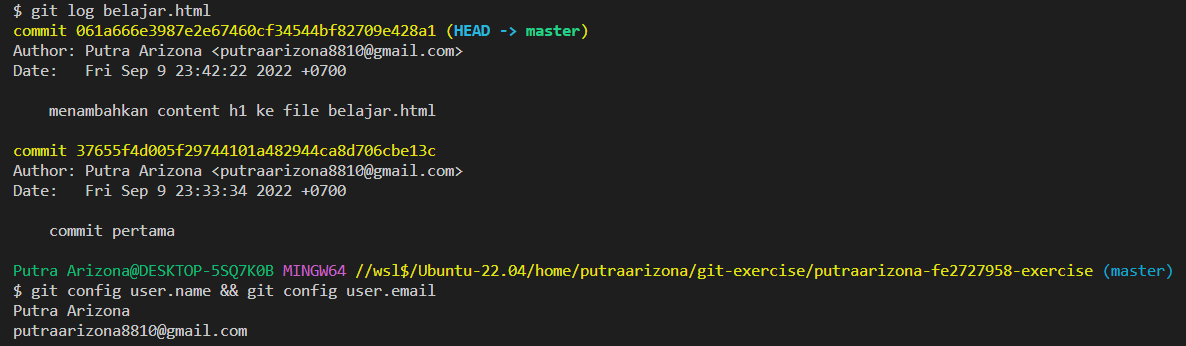 $ git log belajar.html
commit 061a666e3987e2e67460cf34544bf82709e428a1 (HEAD -> master)
Author: Putra Arizona <putraarizona8810@gmail.com>
Date:   Fri Sep 9 23:42:22 2022 +0700
    menambahkan content h1 ke file belajar.html
commit 37655f4d005f29744101a482944ca8d706cbe13c
Author: Putra Arizona <putraarizona8810@gmail.com>
Date:   Fri Sep 9 23:33:34 2022 +0700
    commit pertama
Putra Arizona@DESKTOP-5SQ7K0B MINGW64 //wsl$/Ubuntu-22.04/home/putraarizona/git-exercise/putraarizona-fe2727958-exercise (master)
$ git config user.name && git config user.email
Putra Arizona
putraarizona8810@gmail.com